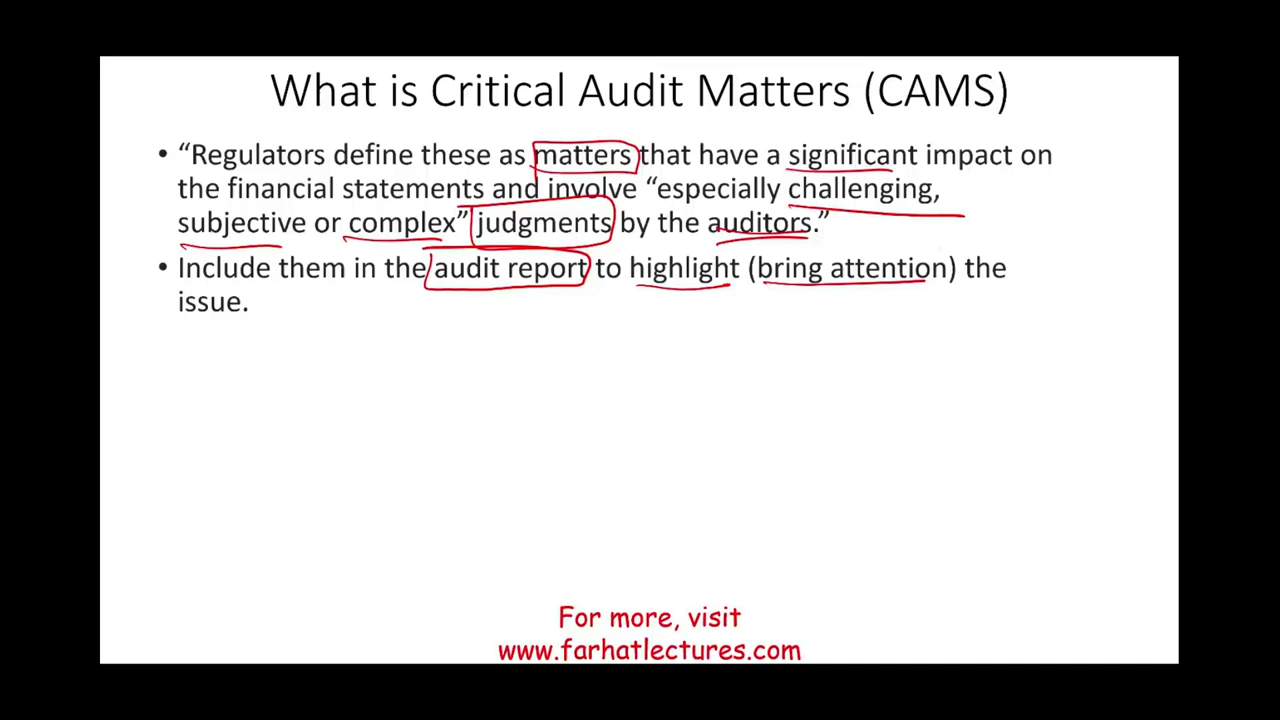 What is Critical Audit Matters (CAMS)
• “Regulators define these as matters that have a significant impact on
the financial statements and involve “especially challenging,
subjective or complex” judgments by the auditors.”
• Include them in the audit report to highlight (bring attention) the
issue.
For more, visit
www.farhatlectures.com